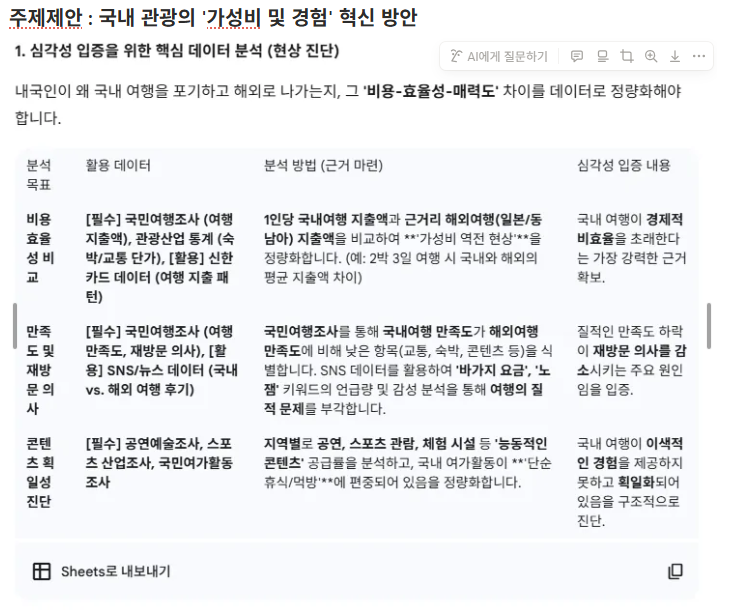 주제제안 : 국내 관광의 '가성비 및 경험' 혁신 방안
1. 심각성 입증을 위한 핵심 데이터 분석 (현상 진단)
AI에게 질문하기
내국인이 왜 국내 여행을 포기하고 해외로 나가는지, 그 '비용-효율성-매력도' 차이를 데이터로 정량화해야
합니다.
분석
목표
활용 데이터
분석 방법 (근거 마련)
심각성 입증 내용
비용
효율
성 비
교
[필수] 국민여행조사 (여행
지출액), 관광산업 통계 (숙
박/교통 단가), [활용] 신한
카드 데이터 (여행 지출 패
턴)
1인당 국내여행 지출액과 근거리 해외여행(일본/동
남아) 지출액을 비교하여 **'가성비 역전 현상'**을
정량화합니다. (예: 2박 3일 여행 시 국내와 해외의
평균 지출액 차이)
국내 여행이 경제적
비효율을 초래한다
는 가장 강력한 근거
확보.
만족
도 및
재방
문 의
사
[필수] 국민여행조사 (여행
만족도, 재방문 의사), [활
용] SNS/뉴스 데이터 (국내
vs. 해외 여행 후기)
국민여행조사를 통해 국내여행 만족도가 해외여행
만족도에 비해 낮은 항목(교통, 숙박, 콘텐츠 등)을 식
별합니다. SNS 데이터를 활용하여 '바가지 요금', '노
잼' 키워드의 언급량 및 감성 분석을 통해 여행의 질
적 문제를 부각합니다.
질적인 만족도 하락
이 재방문 의사를 감
소시키는 주요 원인
임을 입증.
콘텐
츠 획
일성
진단
[필수] 공연예술조사, 스포
츠 산업조사, 국민여가활동
조사
지역별로 공연, 스포츠 관람, 체험 시설 등 '능동적인
콘텐츠' 공급률을 분석하고, 국내 여가활동이 **'단순
휴식/먹방'**에 편중되어 있음을 정량화합니다.
국내 여행이 이색적
인 경험을 제공하지
못하고 획일화되어
있음을 구조적으로
진단.
Sheets로 내보내기